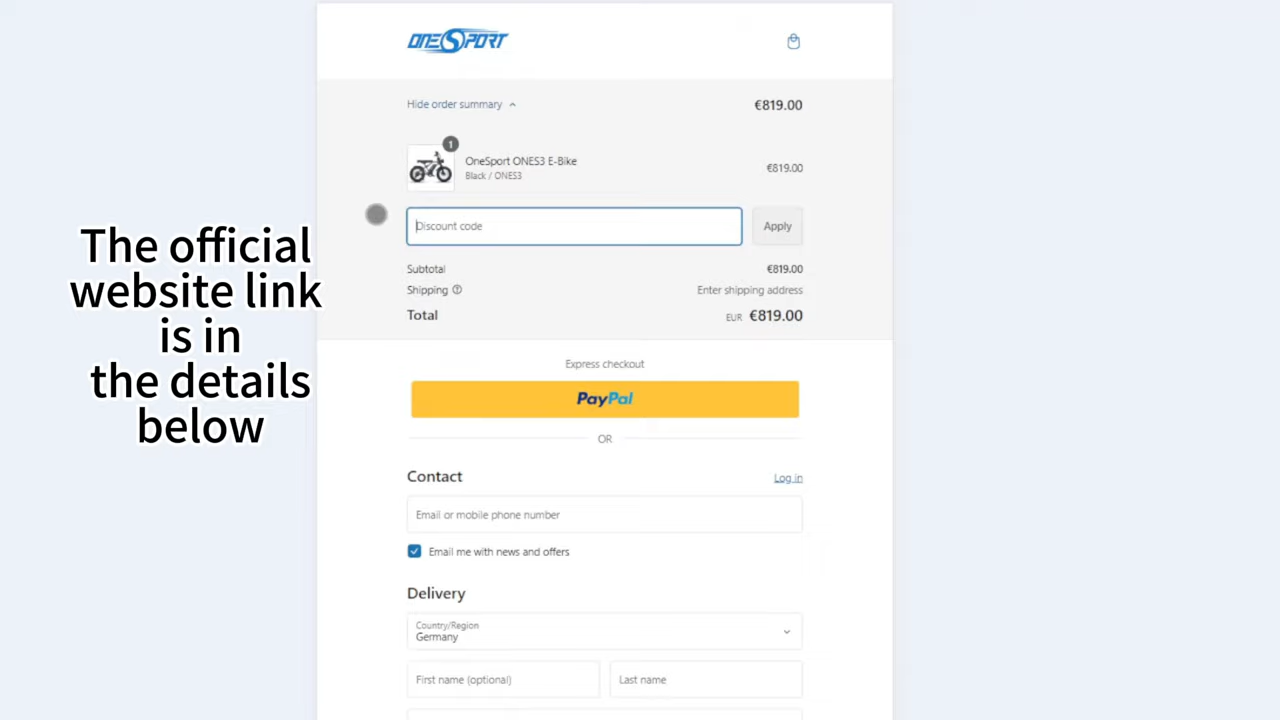 ONESPORT
Hide order summary
€819.00
1
OneSport ONES3 E-Bike
Black / ONES3
€819.00
Discount code
Apply
Subtotal
€819.00
Shipping
Enter shipping address
Total
EUR €819.00
The official
website link
is in
the details
below
Express checkout
PayPal
OR
Contact
Log in
Email or mobile phone number
Email me with news and offers
Delivery
Country/Region
Germany
First name (optional)
Last name